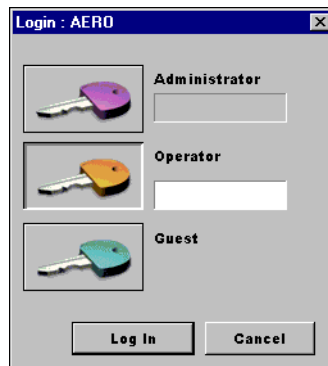 Login : AERO
Administrator
Operator
Guest
Log In
Cancel